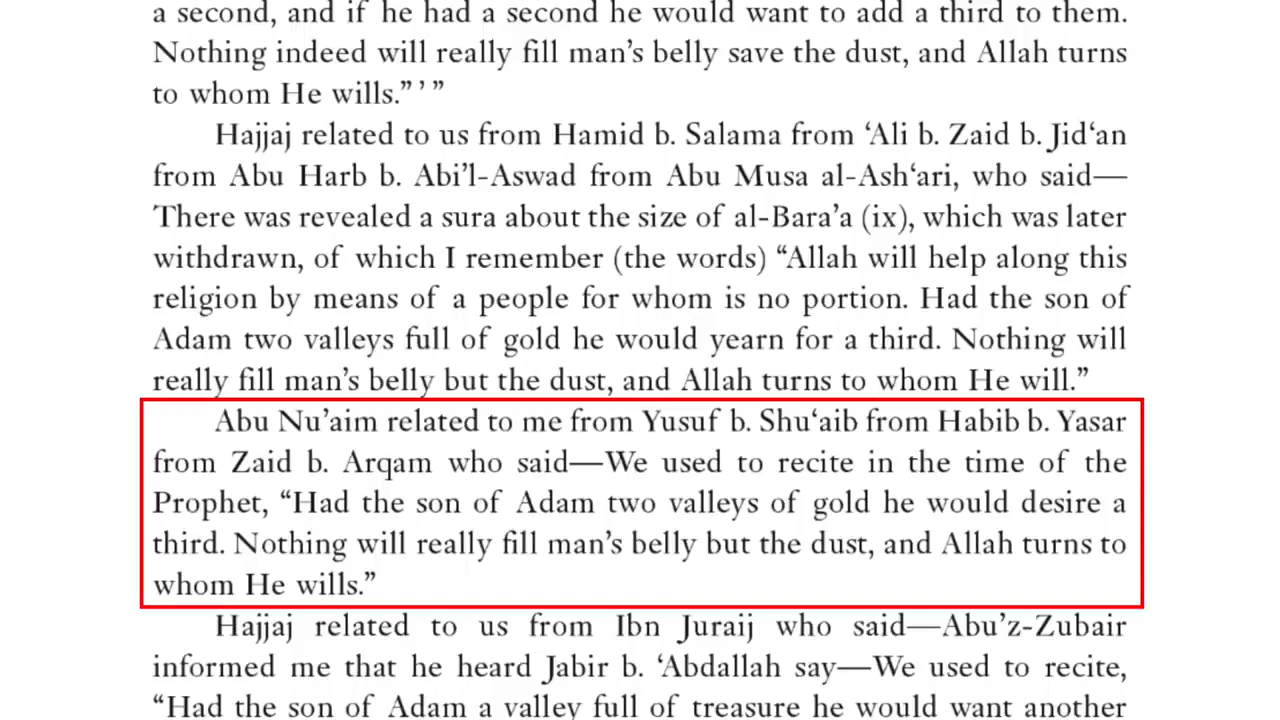 a second, and if he had a second he would want to add a third to them.
Nothing indeed will really fill man’s belly save the dust, and Allah turns
to whom He wills.” ’ ”
Hajjaj related to us from Hamid b. Salama from ‘Ali b. Zaid b. Jid‘an
from Abu Harb b. Abi’l-Aswad from Abu Musa al-Ash‘ari, who said—
There was revealed a sura about the size of al-Bara’a (ix), which was later
withdrawn, of which I remember (the words) “Allah will help along this
religion by means of a people for whom is no portion. Had the son of
Adam two valleys full of gold he would yearn for a third. Nothing will
really fill man’s belly but the dust, and Allah turns to whom He will.”
Abu Nu’aim related to me from Yusuf b. Shu‘aib from Habib b. Yasar
from Zaid b. Arqam who said—We used to recite in the time of the
Prophet, “Had the son of Adam two valleys of gold he would desire a
third. Nothing will really fill man’s belly but the dust, and Allah turns to
whom He wills.”
Hajjaj related to us from Ibn Juraij who said—Abu’z-Zubair
informed me that he heard Jabir b. ‘Abdallah say—We used to recite,
“Had the son of Adam a valley full of treasure he would want another